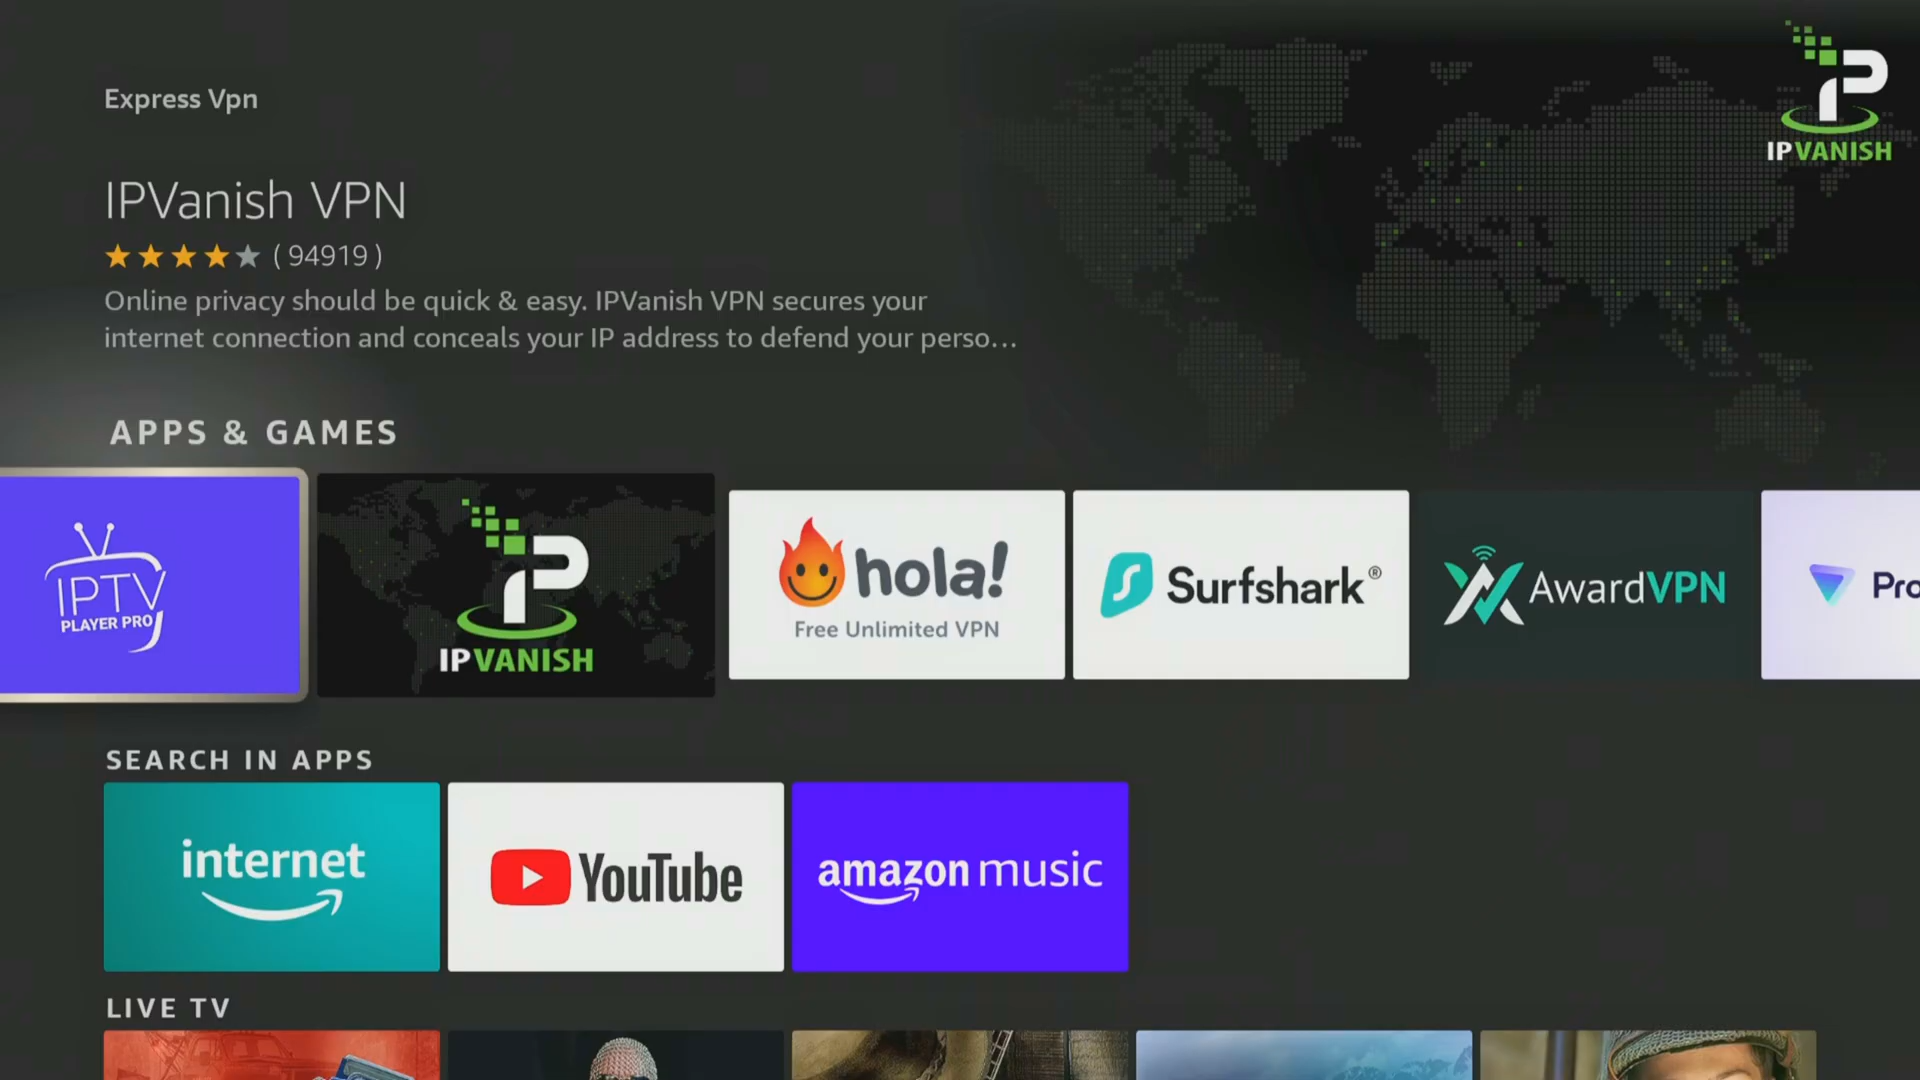 Express Vpn
IPVANISH
IPVanish VPN
( 94919 )
Online privacy should be quick & easy. IPVanish VPN secures your
internet connection and conceals your IP address to defend your perso...
APPS & GAMES
IPTV
PLAYER PRO
IPVANISH
hola!
Free Unlimited VPN
Surfshark®
AwardVPN
Pro
SEARCH IN APPS
internet
YouTube
amazon music
LIVE TV